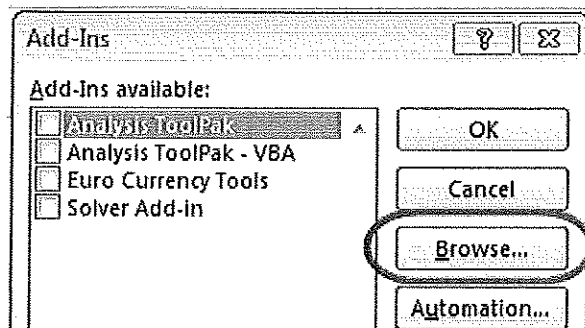 Add-Ins
Add-Ins available:
Analysis ToolPak
Analysis ToolPak - VBA
Euro Currency Tools
Solver Add-in
OK
Cancel
Browse...
Automation...